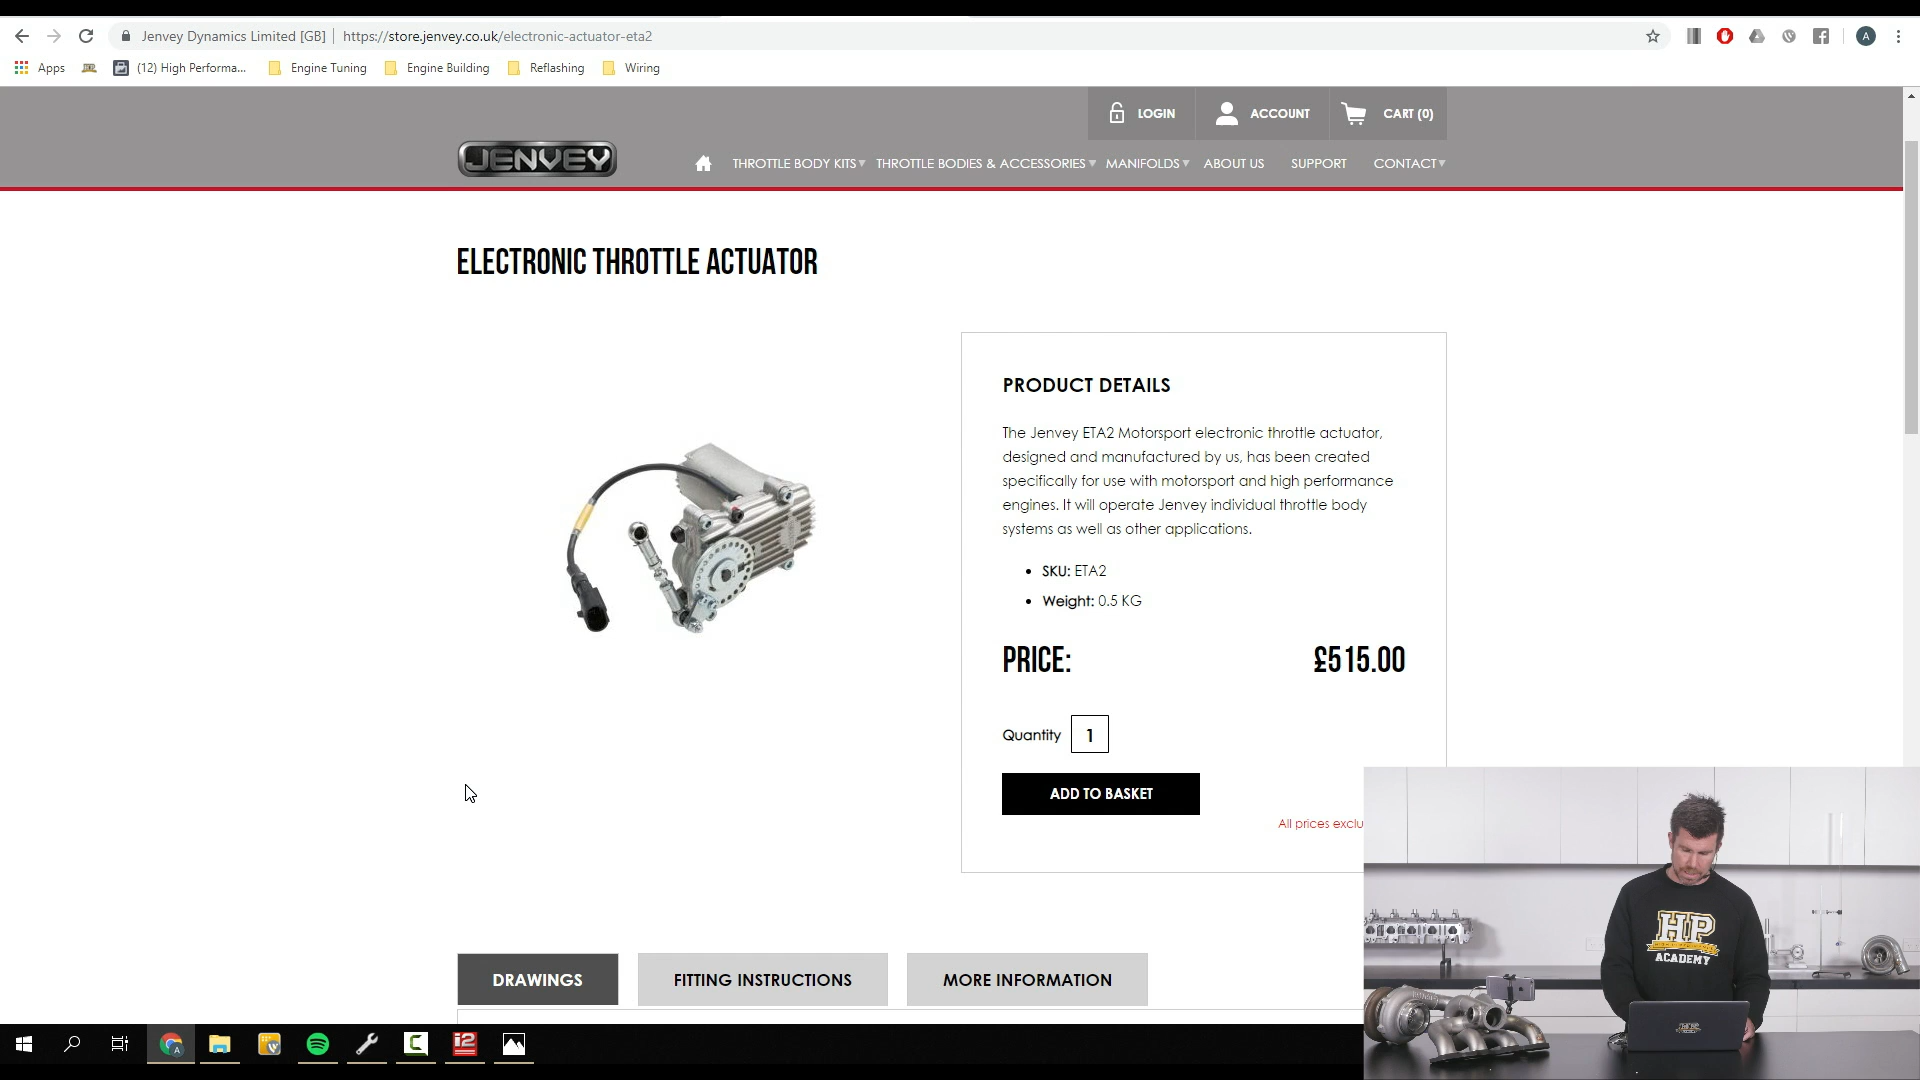 Jenvey Dynamics Limited [GB] | https://store.jenvey.co.uk/electronic-actuator-eta2
Apps
(12) High Performa...
Engine Tuning
Engine Building
Reflashing
Wiring
LOGIN
ACCOUNT
CART (0)
JENVEY
THROTTLE BODY KITS
THROTTLE BODIES & ACCESSORIES
MANIFOLDS
ABOUT US
SUPPORT
CONTACT
ELECTRONIC THROTTLE ACTUATOR
PRODUCT DETAILS
The Jenvey ETA2 Motorsport electronic throttle actuator,
designed and manufactured by us, has been created
specifically for use with motorsport and high performance
engines. It will operate Jenvey individual throttle body
systems as well as other applications.
• SKU: ETA2
• Weight: 0.5 KG
PRICE: £515.00
Quantity 1
ADD TO BASKET
All prices exclu
DRAWINGS
FITTING INSTRUCTIONS
MORE INFORMATION
HP
ACADEMY